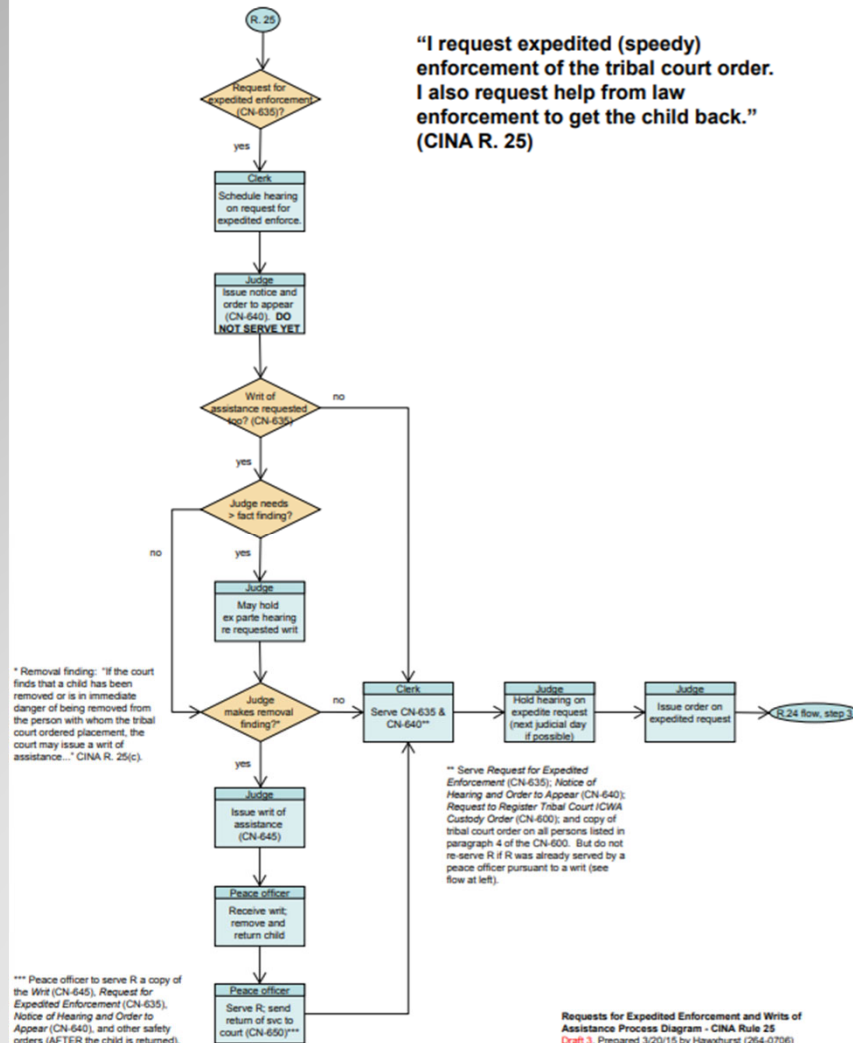 R. 25
“I request expedited (speedy)
enforcement of the tribal court order.
I also request help from law
enforcement to get the child back.”
(CINA R. 25)
Request for
expedited enforcement
(CN-635)?
yes
Clerk
Schedule hearing
on request for
expedited enforce.
Judge
Issue notice and
order to appear
(CN-640). DO
NOT SERVE YET
Writ of
assistance requested
too? (CN-635)
no
yes
Judge needs
> fact finding?
no
yes
Judge
May hold
ex parte hearing
re requested writ
* Removal finding: "If the court
finds that a child has been
removed or is in immediate
danger of being removed from
the person with whom the tribal
court ordered placement, the
court may issue a writ of
assistance..." CINA R. 25(c).
Judge
makes removal
finding?*
no
yes
Clerk
Serve CN-635 &
CN-640**
Judge
Hold hearing on
expedite request
(next judicial day
if possible)
Judge
Issue order on
expedited request
R.24 flow, step 3
** Serve Request for Expedited
Enforcement (CN-635); Notice of
Hearing and Order to Appear (CN-640);
Request to Register Tribal Court ICWA
Custody Order (CN-600); and copy of
tribal court order on all persons listed in
paragraph 4 of the CN-600. But do not
re-serve R if R was already served by a
peace officer pursuant to a writ (see
flow at left).
Judge
Issue writ of
assistance
(CN-645)
Peace officer
Receive writ;
remove and
return child
Peace officer
Serve R; send
return of svc to
court (CN-650)***
*** Peace officer to serve R a copy of
the Writ (CN-645), Request for
Expedited Enforcement (CN-635),
Notice of Hearing and Order to
Appear (CN-640), and other safety
orders (AFTER the child is returned).
Requests for Expedited Enforcement and Writs of
Assistance Process Diagram - CINA Rule 25
Draft 3. Prepared 3/20/15 by Hawxhurst (264-0706)